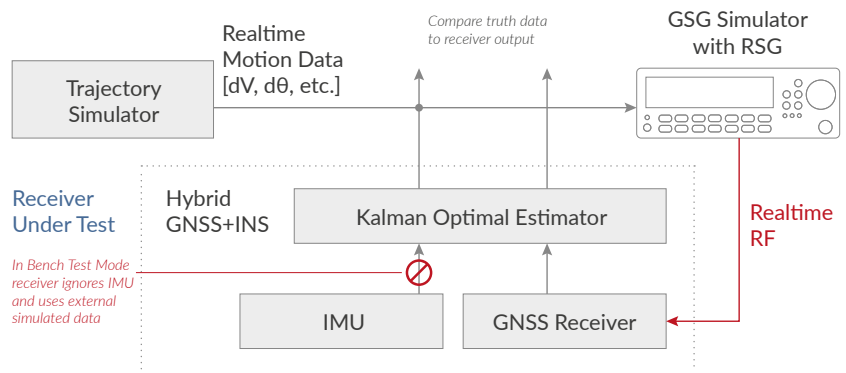 Compare truth data
to receiver output
GSG Simulator
with RSG
Realtime
Motion Data
[dV, dθ, etc.]
Trajectory
Simulator
Receiver
Under Test
Hybrid
GNSS+INS
Kalman Optimal Estimator
Realtime
RF
In Bench Test Mode
receiver ignores IMU
and uses external
simulated data
IMU
GNSS Receiver